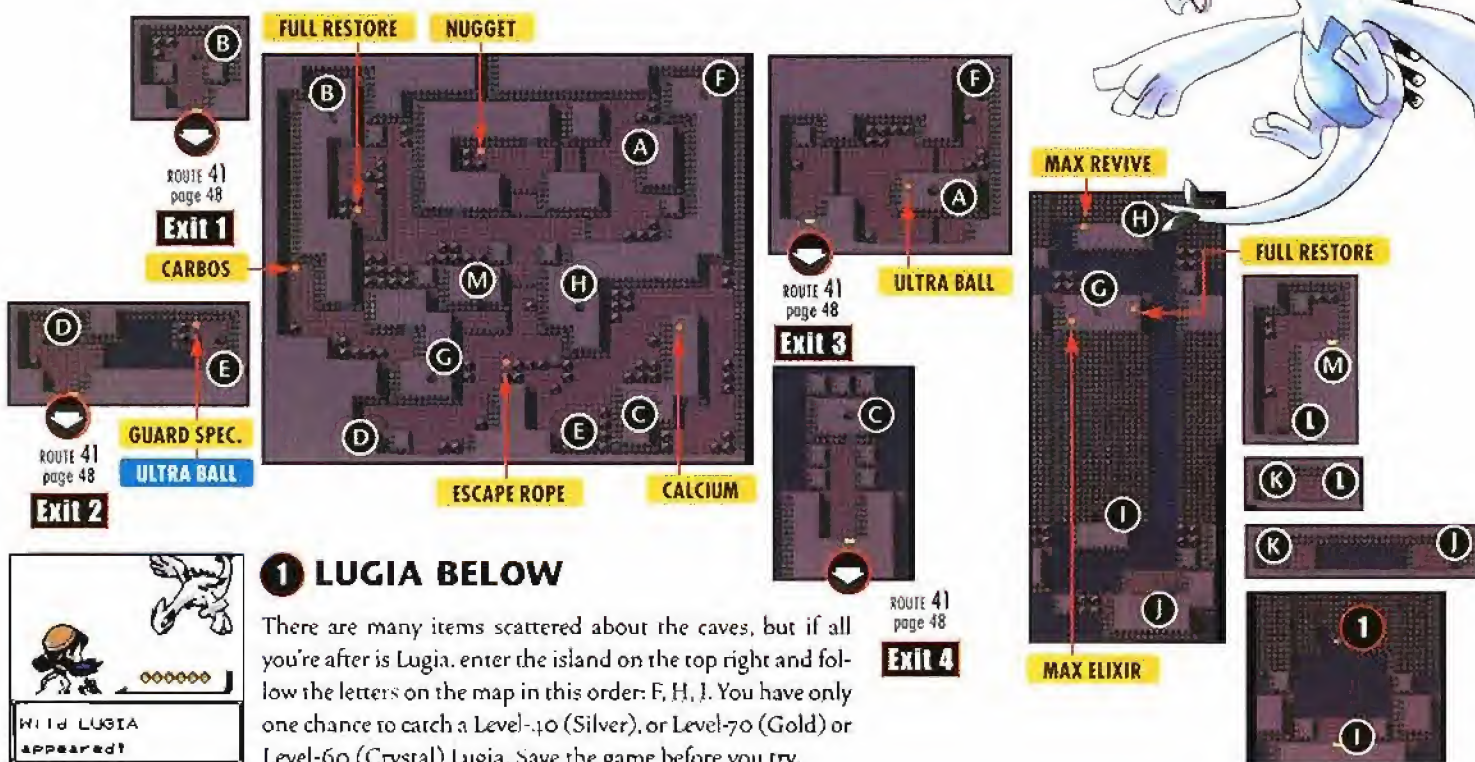 FULL RESTORE
NUGGET
B
ROUTE 41
page 48
Exit 1
CARBOS
B
F
A
M
H
G
D
E
C
ESCAPE ROPE
CALCIUM
D
E
ROUTE 41
page 48
Exit 2
GUARD SPEC.
ULTRA BALL
F
A
ULTRA BALL
ROUTE 41
page 48
Exit 3
C
ROUTE 41
page 48
Exit 4
MAX REVIVE
H
G
FULL RESTORE
I
J
MAX ELIXIR
M
L
K
L
K
J
1
I
Wild LUGIA
appeared!
1 LUGIA BELOW
There are many items scattered about the caves, but if all
you're after is Lugia, enter the island on the top right and fol-
low the letters on the map in this order: F, H, I. You have only
one chance to catch a Level-40 (Silver), or Level-70 (Gold) or
Level-60 (Crystal) Lugia. Save the game before you try.